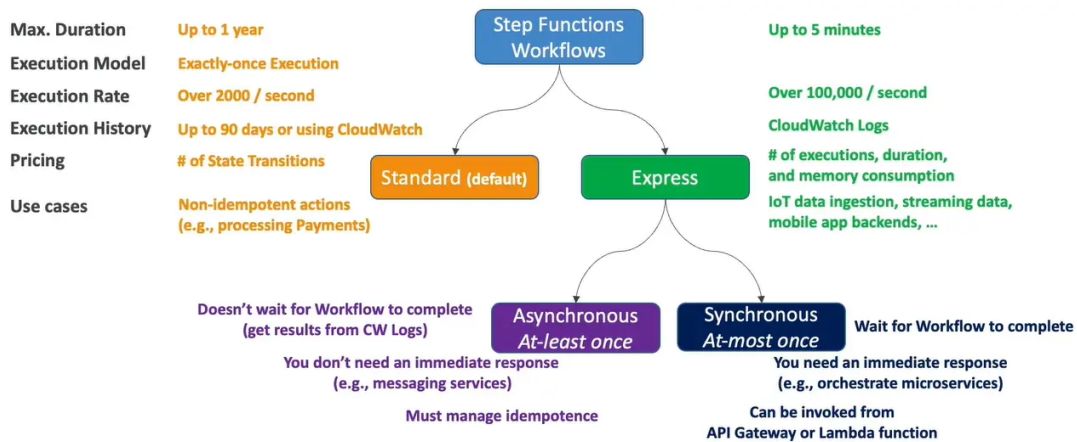 Step Functions
Workflows
Max. Duration
Up to 1 year
Up to 5 minutes
Execution Model
Exactly-once Execution
Execution Rate
Over 2000 / second
Over 100,000 / second
Execution History
Up to 90 days or using CloudWatch
CloudWatch Logs
Pricing
# of State Transitions
# of executions, duration,
and memory consumption
Standard (default)
Express
Use cases
Non-idempotent actions
(e.g., processing Payments)
IoT data ingestion, streaming data,
mobile app backends, …
Doesn't wait for Workflow to complete
(get results from CW Logs)
Asynchronous
At-least once
Synchronous
At-most once
Wait for Workflow to complete
You don't need an immediate response
(e.g., messaging services)
You need an immediate response
(e.g., orchestrate microservices)
Must manage idempotence
Can be invoked from
API Gateway or Lambda function